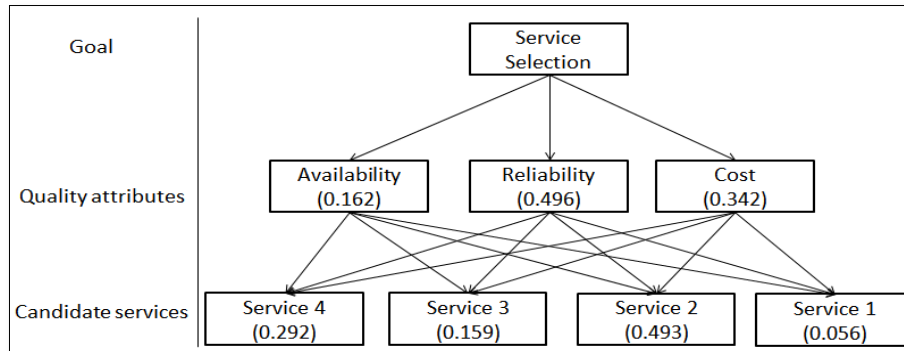 Goal
Service
Selection
Quality attributes
Availability
(0.162)
Reliability
(0.496)
Cost
(0.342)
Candidate services
Service 4
(0.292)
Service 3
(0.159)
Service 2
(0.493)
Service 1
(0.056)